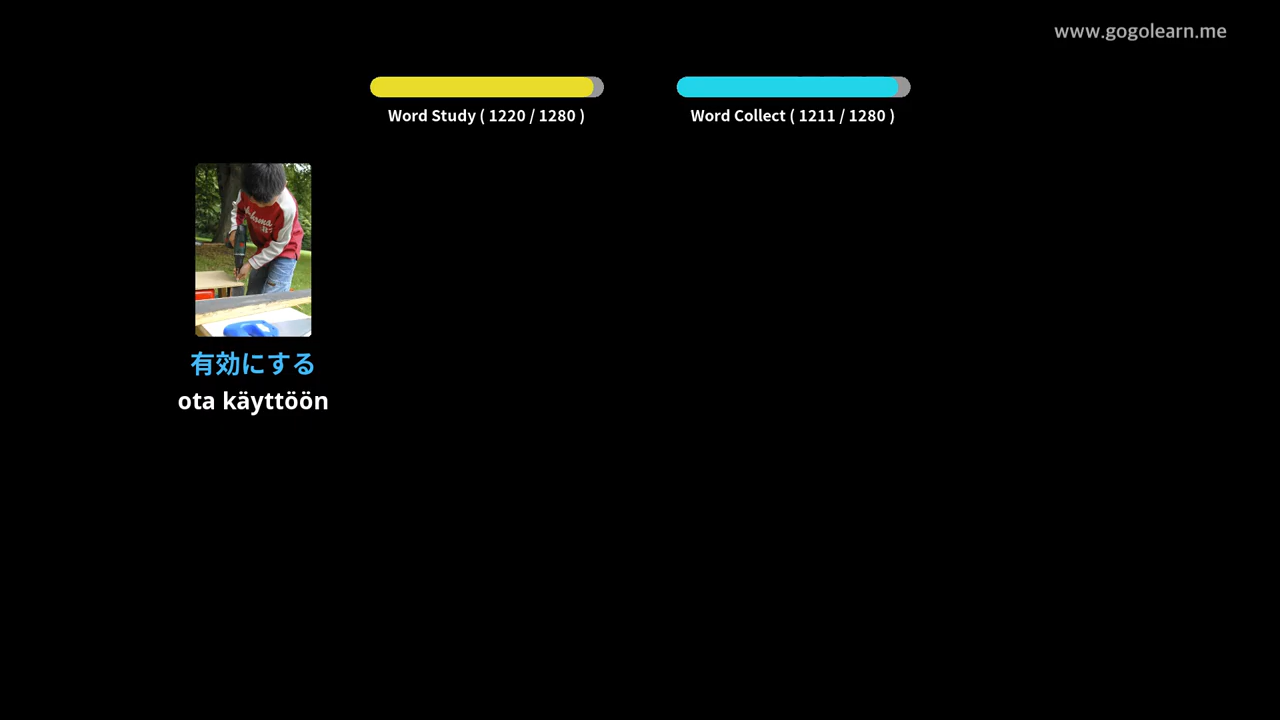 www.gogolearn.me
Word Study ( 1220 / 1280 )
Word Collect ( 1211 / 1280 )
有効にする
ota käyttöön